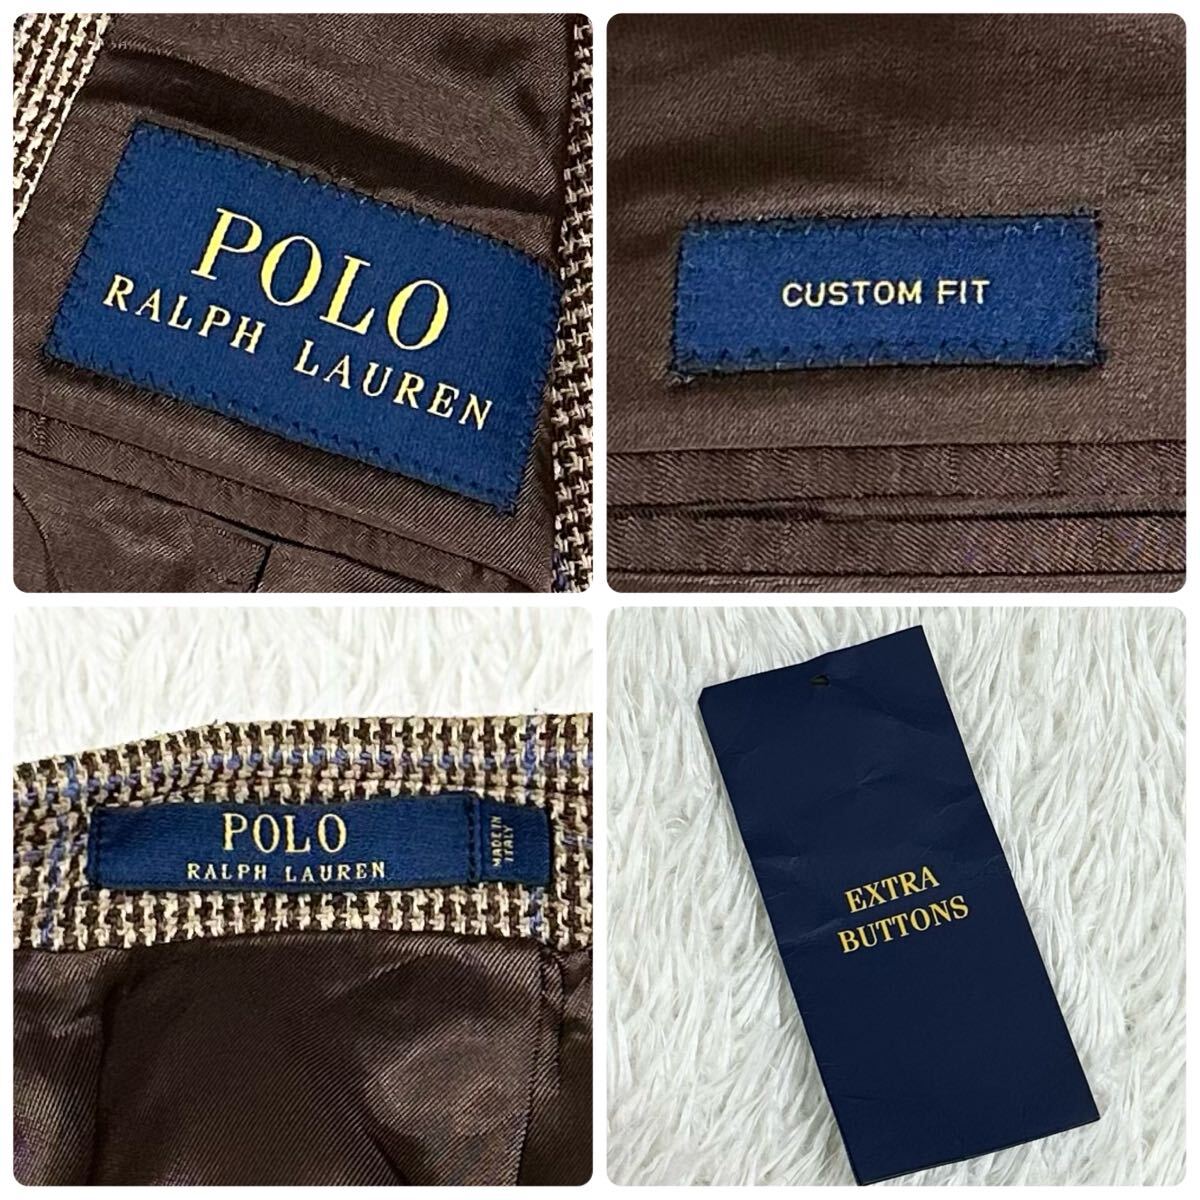 POLO
RALPH LAUREN
CUSTOM FIT
POLO
RALPH LAUREN
MADE IN
ITALY
EXTRA
BUTTONS